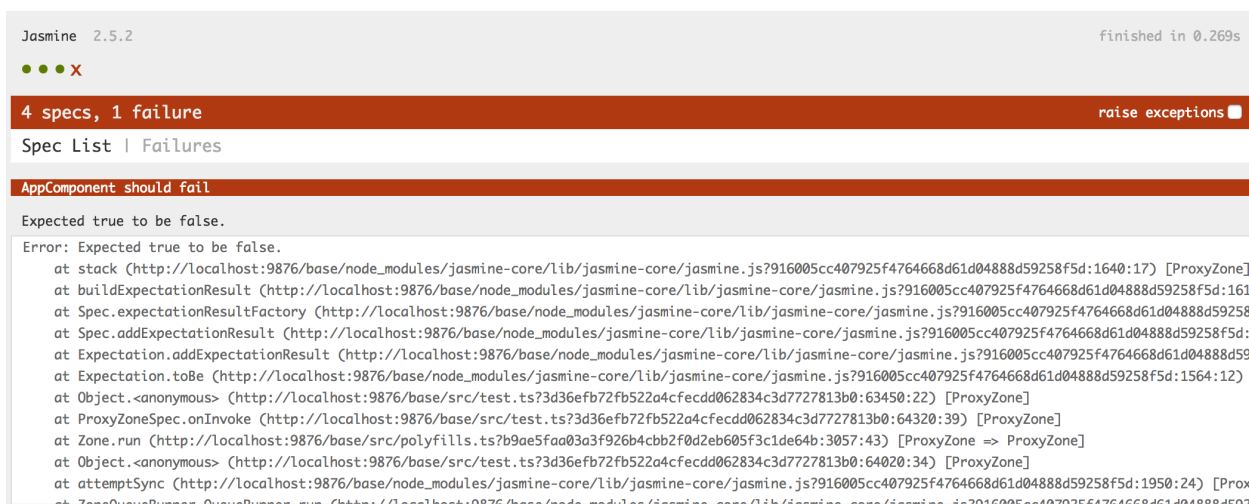 Jasmine 2.5.2 finished in 0.269s
• • • x
4 specs, 1 failure raise exceptions
Spec List | Failures
AppComponent should fail
Expected true to be false.
Error: Expected true to be false.
at stack (http://localhost:9876/base/node_modules/jasmine-core/lib/jasmine-core/jasmine.js?916005cc407925f4764668d61d04888d59258f5d:1640:17) [ProxyZone]
at buildExpectationResult (http://localhost:9876/base/node_modules/jasmine-core/lib/jasmine-core/jasmine.js?916005cc407925f4764668d61d04888d59258f5d:161
at Spec.expectationResultFactory (http://localhost:9876/base/node_modules/jasmine-core/lib/jasmine-core/jasmine.js?916005cc407925f4764668d61d04888d59258
at Spec.addExpectationResult (http://localhost:9876/base/node_modules/jasmine-core/lib/jasmine-core/jasmine.js?916005cc407925f4764668d61d04888d59258f5d:
at Expectation.addExpectationResult (http://localhost:9876/base/node_modules/jasmine-core/lib/jasmine-core/jasmine.js?916005cc407925f4764668d61d04888d59
at Expectation.toBe (http://localhost:9876/base/node_modules/jasmine-core/lib/jasmine-core/jasmine.js?916005cc407925f4764668d61d04888d59258f5d:1564:12)
at Object.<anonymous> (http://localhost:9876/base/src/test.ts?3d36efb72fb522a4cfecdd062834c3d7727813b0:63450:22) [ProxyZone]
at ProxyZoneSpec.onInvoke (http://localhost:9876/base/src/test.ts?3d36efb72fb522a4cfecdd062834c3d7727813b0:64320:39) [ProxyZone]
at Zone.run (http://localhost:9876/base/src/polyfills.ts?b9ae5faa03a3f926b4cbb2f0d2eb605f3c1de64b:3057:43) [ProxyZone => ProxyZone]
at Object.<anonymous> (http://localhost:9876/base/src/test.ts?3d36efb72fb522a4cfecdd062834c3d7727813b0:64020:34) [ProxyZone]
at attemptSync (http://localhost:9876/base/node_modules/jasmine-core/lib/jasmine-core/jasmine.js?916005cc407925f4764668d61d04888d59258f5d:1950:24) [Prox